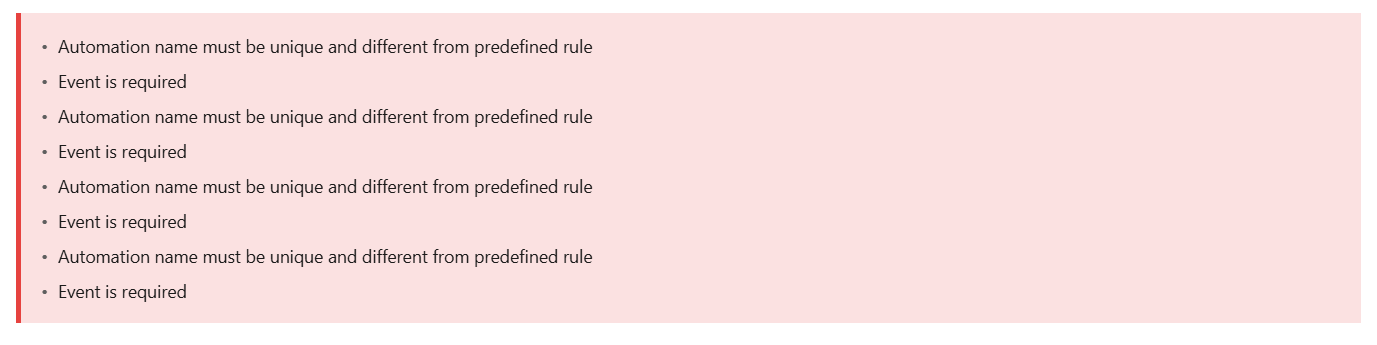 • Automation name must be unique and different from predefined rule
• Event is required
• Automation name must be unique and different from predefined rule
• Event is required
• Automation name must be unique and different from predefined rule
• Event is required
• Automation name must be unique and different from predefined rule
• Event is required